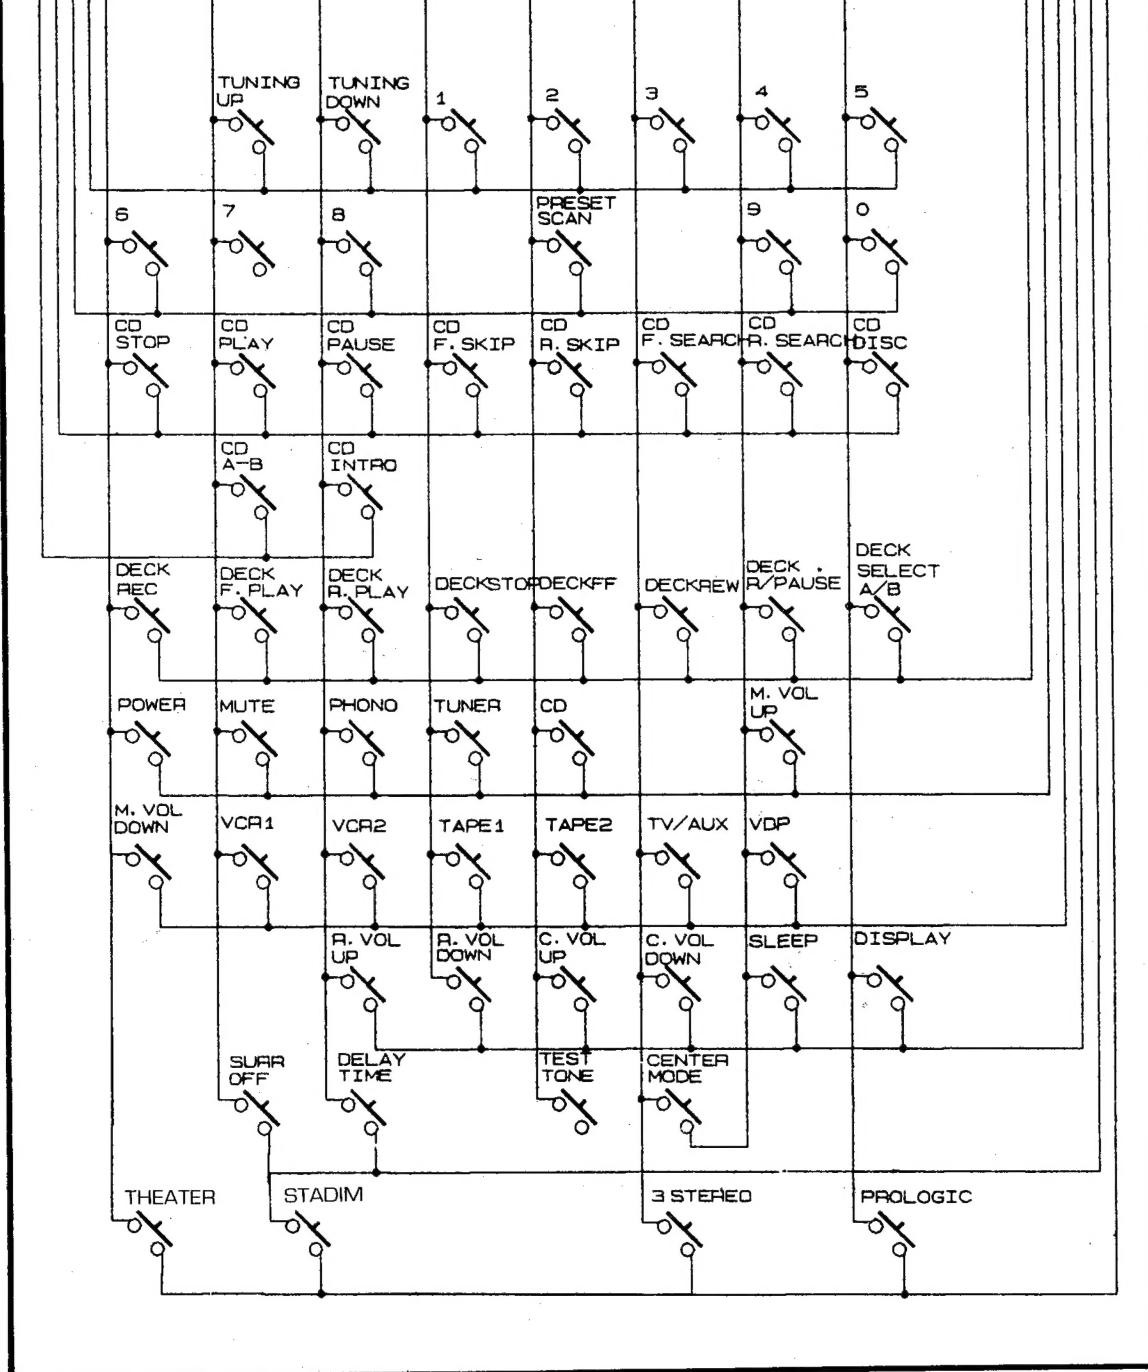 TUNING
UP
TUNING
DOWN
1
2
3
4
5
6
7
8
PRESET
SCAN
9
0
CD
STOP
CD
PLAY
CD
PAUSE
CD
F. SKIP
CD
R. SKIP
CD
F. SEARCH
CD
R. SEARCH
CD
DISC
CD
A-B
CD
INTRO
DECK
REC
DECK
F. PLAY
DECK
R. PLAY
DECKSTOP
DECKFF
DECKREW
DECK
R/PAUSE
DECK
SELECT
A/B
POWER
MUTE
PHONO
TUNER
CD
M. VOL
UP
M. VOL
DOWN
VCR1
VCR2
TAPE1
TAPE2
TV/AUX
VDP
R. VOL
UP
R. VOL
DOWN
C. VOL
UP
C. VOL
DOWN
SLEEP
DISPLAY
SURR
OFF
DELAY
TIME
TEST
TONE
CENTER
MODE
THEATER
STADIM
3 STEREO
PROLOGIC